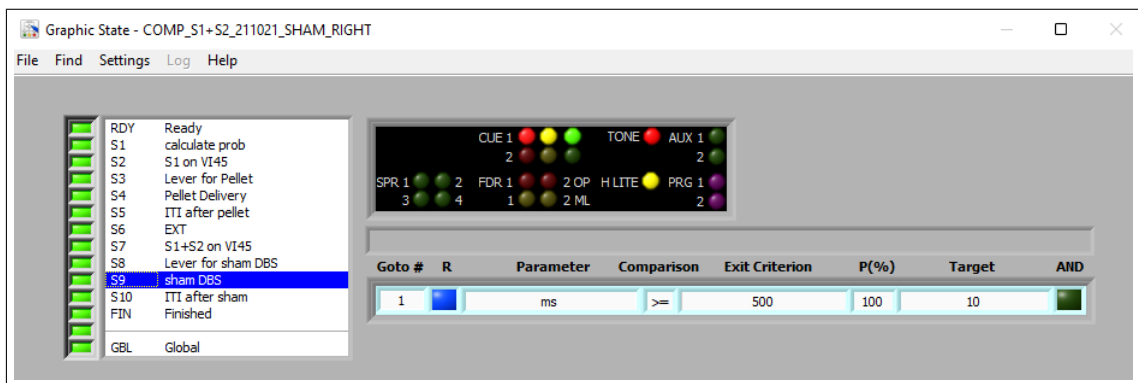 Graphic State - COMP_S1+S2_211021_SHAM_RIGHT
File Find Settings Log Help
RDY Ready
S1 calculate prob
S2 S1 on VI45
S3 Lever for Pellet
S4 Pellet Delivery
S5 ITI after pellet
S6 EXT
S7 S1+S2 on VI45
S8 Lever for sham DBS
S9 sham DBS
S10 ITI after sham
FIN Finished
GBL Global
CUE 1 TONE AUX 1
2 2
SPR 1 2 FDR 1 2 OP H LITE PRG 1
3 4 1 2 ML 2
Goto # R Parameter Comparison Exit Criterion P(%) Target AND
1 ms >= 500 100 10